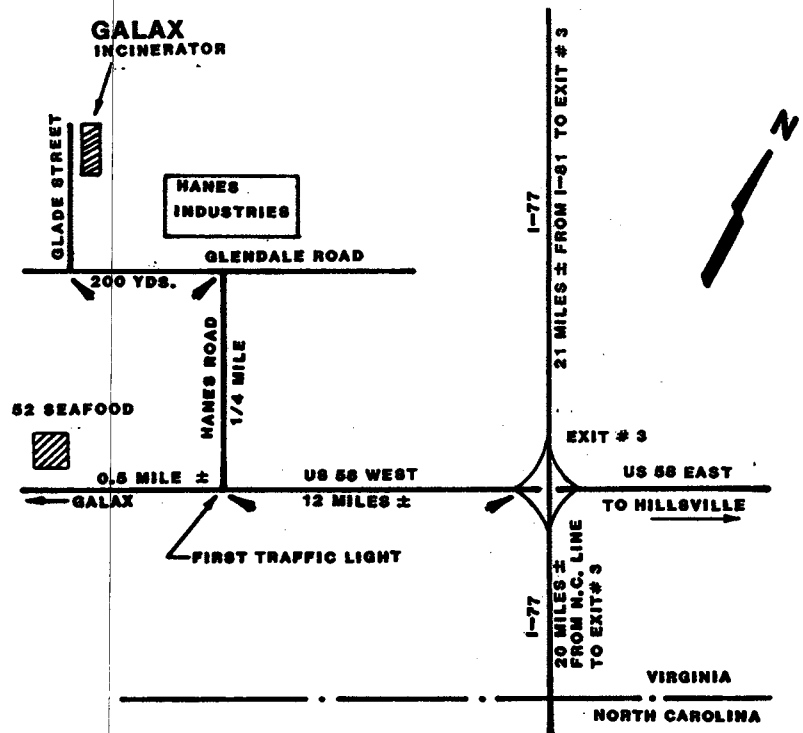 GALAX
INCINERATOR
GLADE STREET
HANES
INDUSTRIES
GLENDALE ROAD
200 YDS.
HANES ROAD
1/4 MILE
I-77
21 MILES ± FROM I-81 TO EXIT # 3
N
52 SEAFOOD
0.5 MILE ±
GALAX
US 58 WEST
12 MILES ±
FIRST TRAFFIC LIGHT
EXIT # 3
US 58 EAST
TO HILLSVILLE
I-77
20 MILES ±
FROM N.C. LINE
TO EXIT# 3
VIRGINIA
NORTH CAROLINA